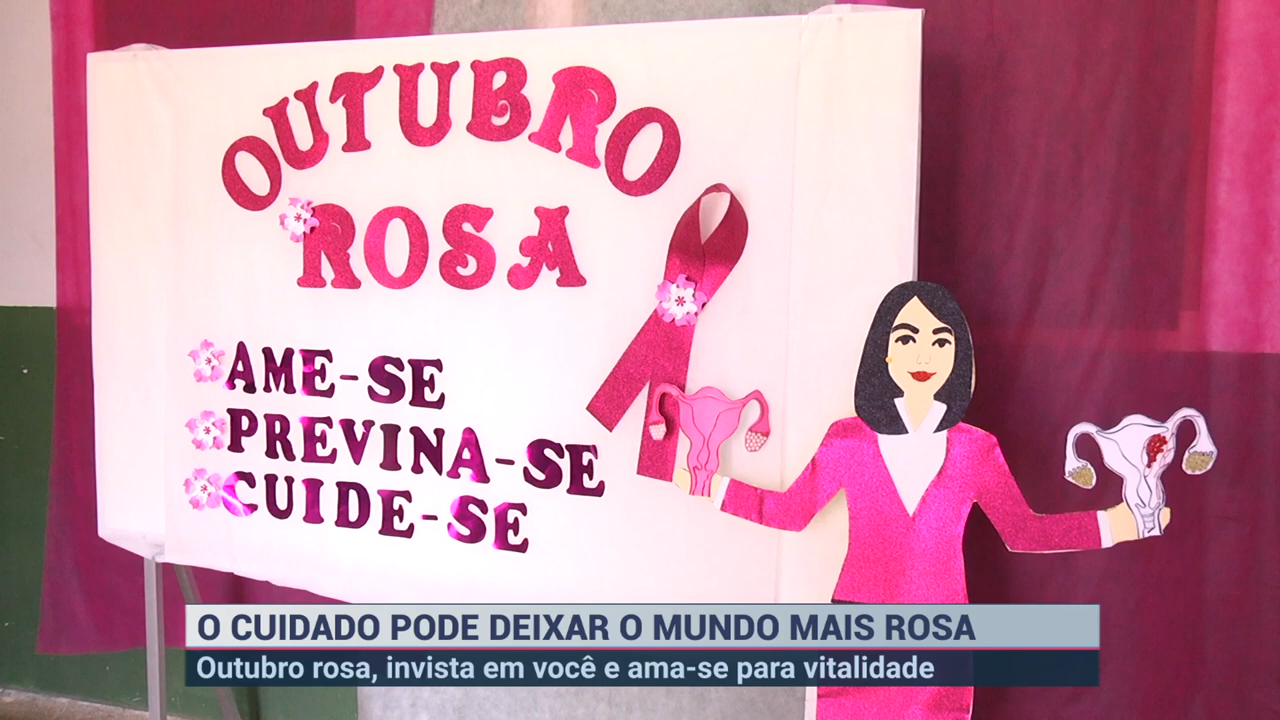 OUTUBRO
ROSA
AME-SE
PREVINA-SE
CUIDE-SE
O CUIDADO PODE DEIXAR O MUNDO MAIS ROSA
Outubro rosa, invista em você e ama-se para vitalidade